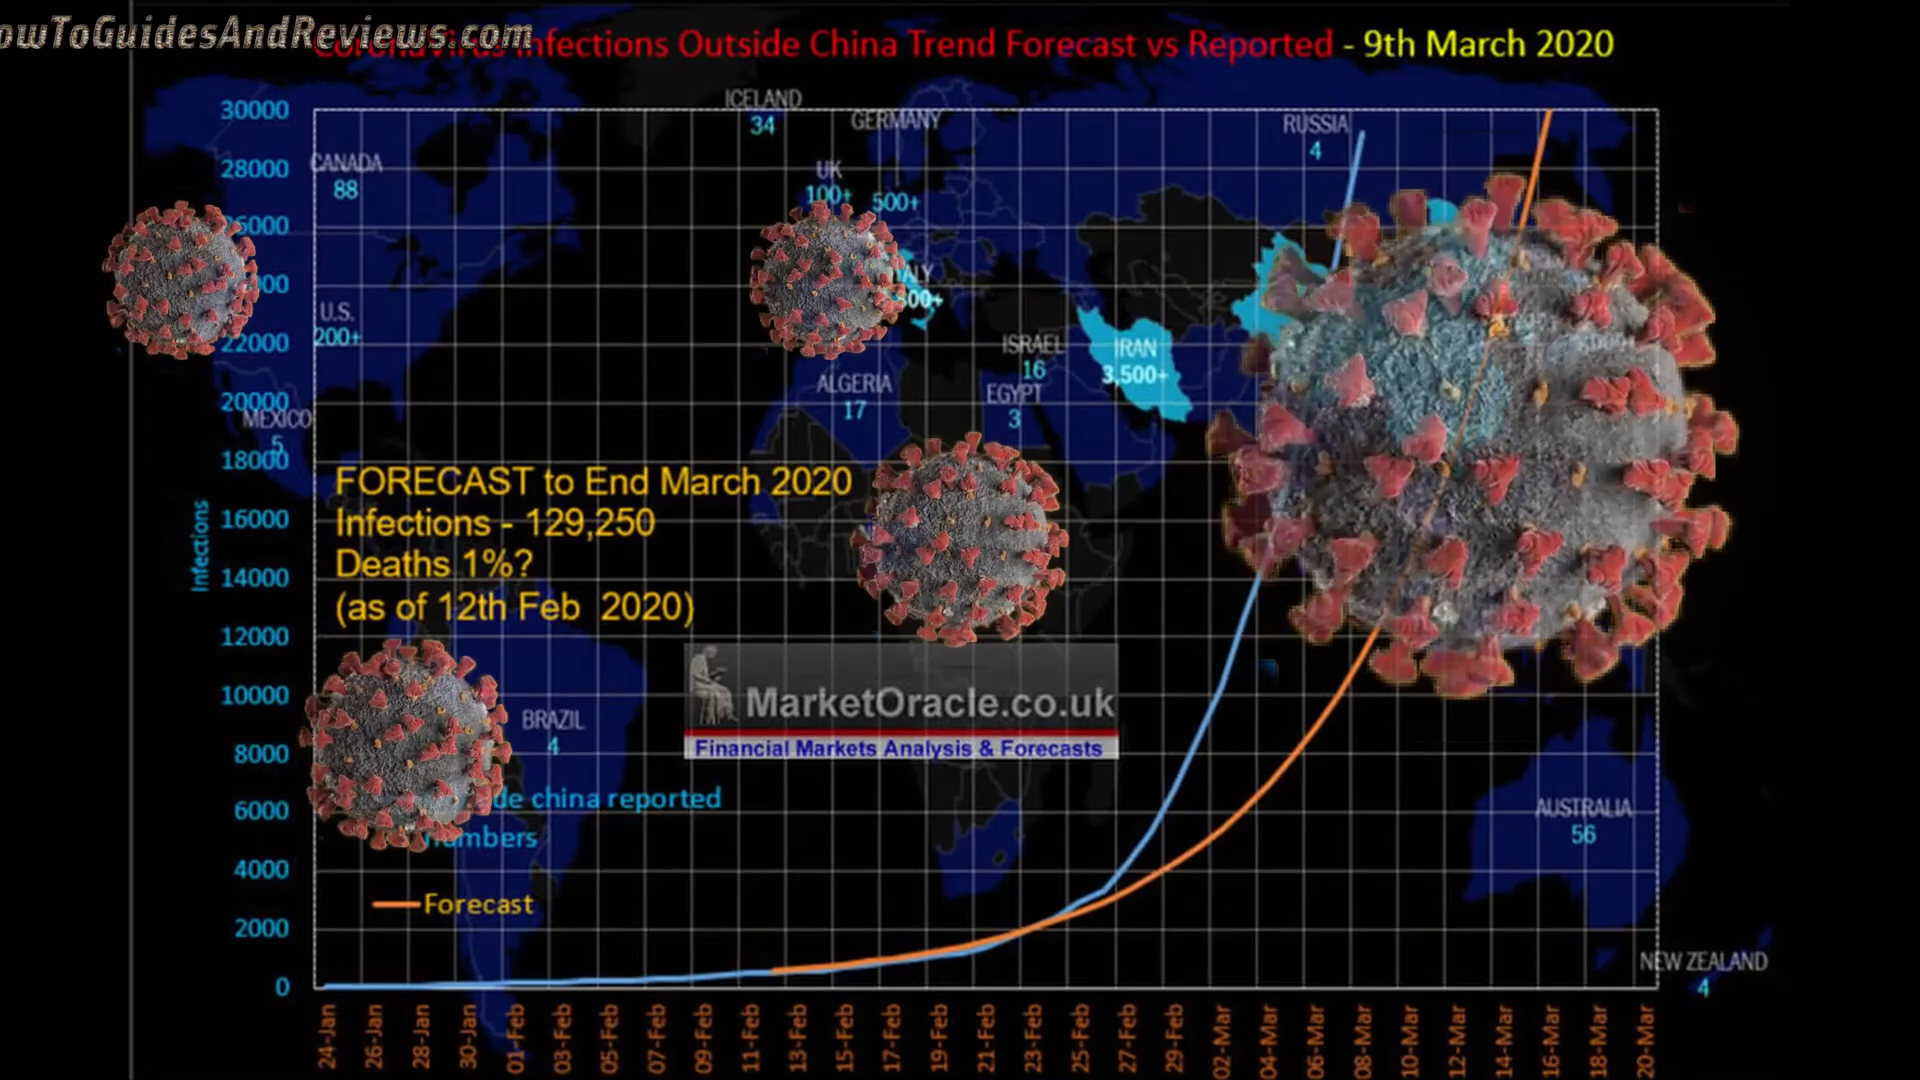 owToGuidesAndReviews.com
Infections Outside China Trend Forecast vs Reported - 9th March 2020
30000
28000
22000
20000
18000
16000
14000
12000
10000
8000
6000
4000
2000
0
Infections
ICELAND
34
GERMANY
500+
RUSSIA
4
CANADA
88
UK
100+
U.S.
200+
ISRAEL
16
IRAN
3,500+
ALGERIA
17
EGYPT
3
MEXICO
5
FORECAST to End March 2020
Infections - 129,250
Deaths 1%?
(as of 12th Feb 2020)
MarketOracle.co.uk
Financial Markets Analysis & Forecasts
BRAZIL
4
china reported
numbers
Forecast
AUSTRALIA
56
NEW ZEALAND
4
24-Jan
26-Jan
28-Jan
30-Jan
01-Feb
03-Feb
05-Feb
07-Feb
09-Feb
11-Feb
13-Feb
15-Feb
17-Feb
19-Feb
21-Feb
23-Feb
25-Feb
27-Feb
29-Feb
02-Mar
04-Mar
06-Mar
08-Mar
10-Mar
12-Mar
14-Mar
16-Mar
18-Mar
20-Mar